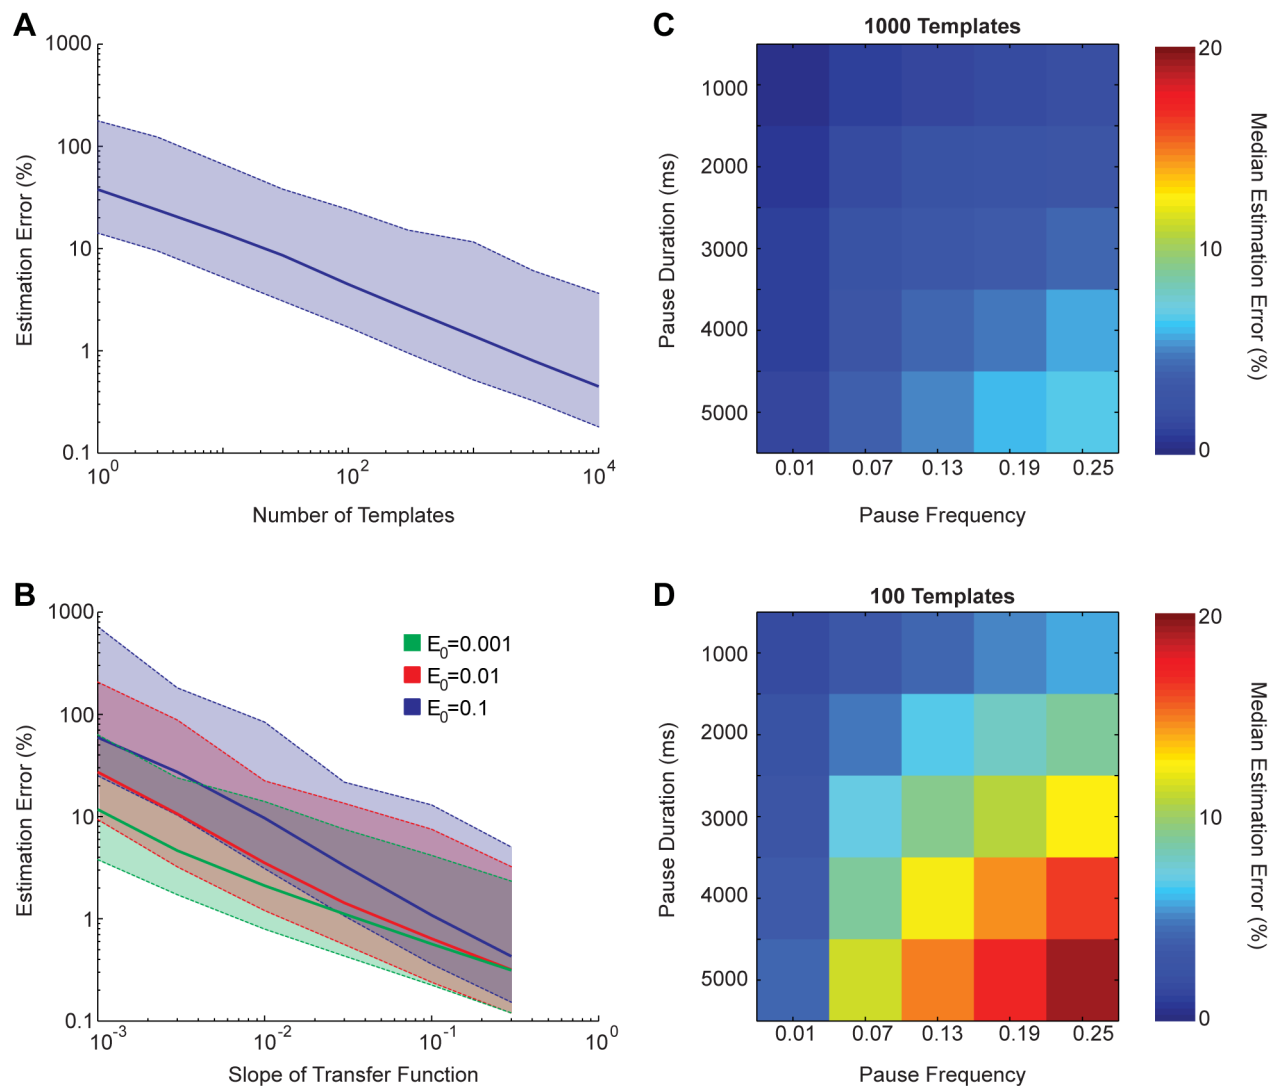 A
1000
100
10
1
0.1
Estimation Error (%)
10^0
10^2
10^4
Number of Templates
B
1000
100
10
1
0.1
Estimation Error (%)
E_0=0.001
E_0=0.01
E_0=0.1
10^-3
10^-2
10^-1
10^0
Slope of Transfer Function
C
1000 Templates
1000
2000
3000
4000
5000
Pause Duration (ms)
0.01 0.07 0.13 0.19 0.25
Pause Frequency
20
10
0
Median Estimation Error (%)
D
100 Templates
1000
2000
3000
4000
5000
Pause Duration (ms)
0.01 0.07 0.13 0.19 0.25
Pause Frequency
20
10
0
Median Estimation Error (%)